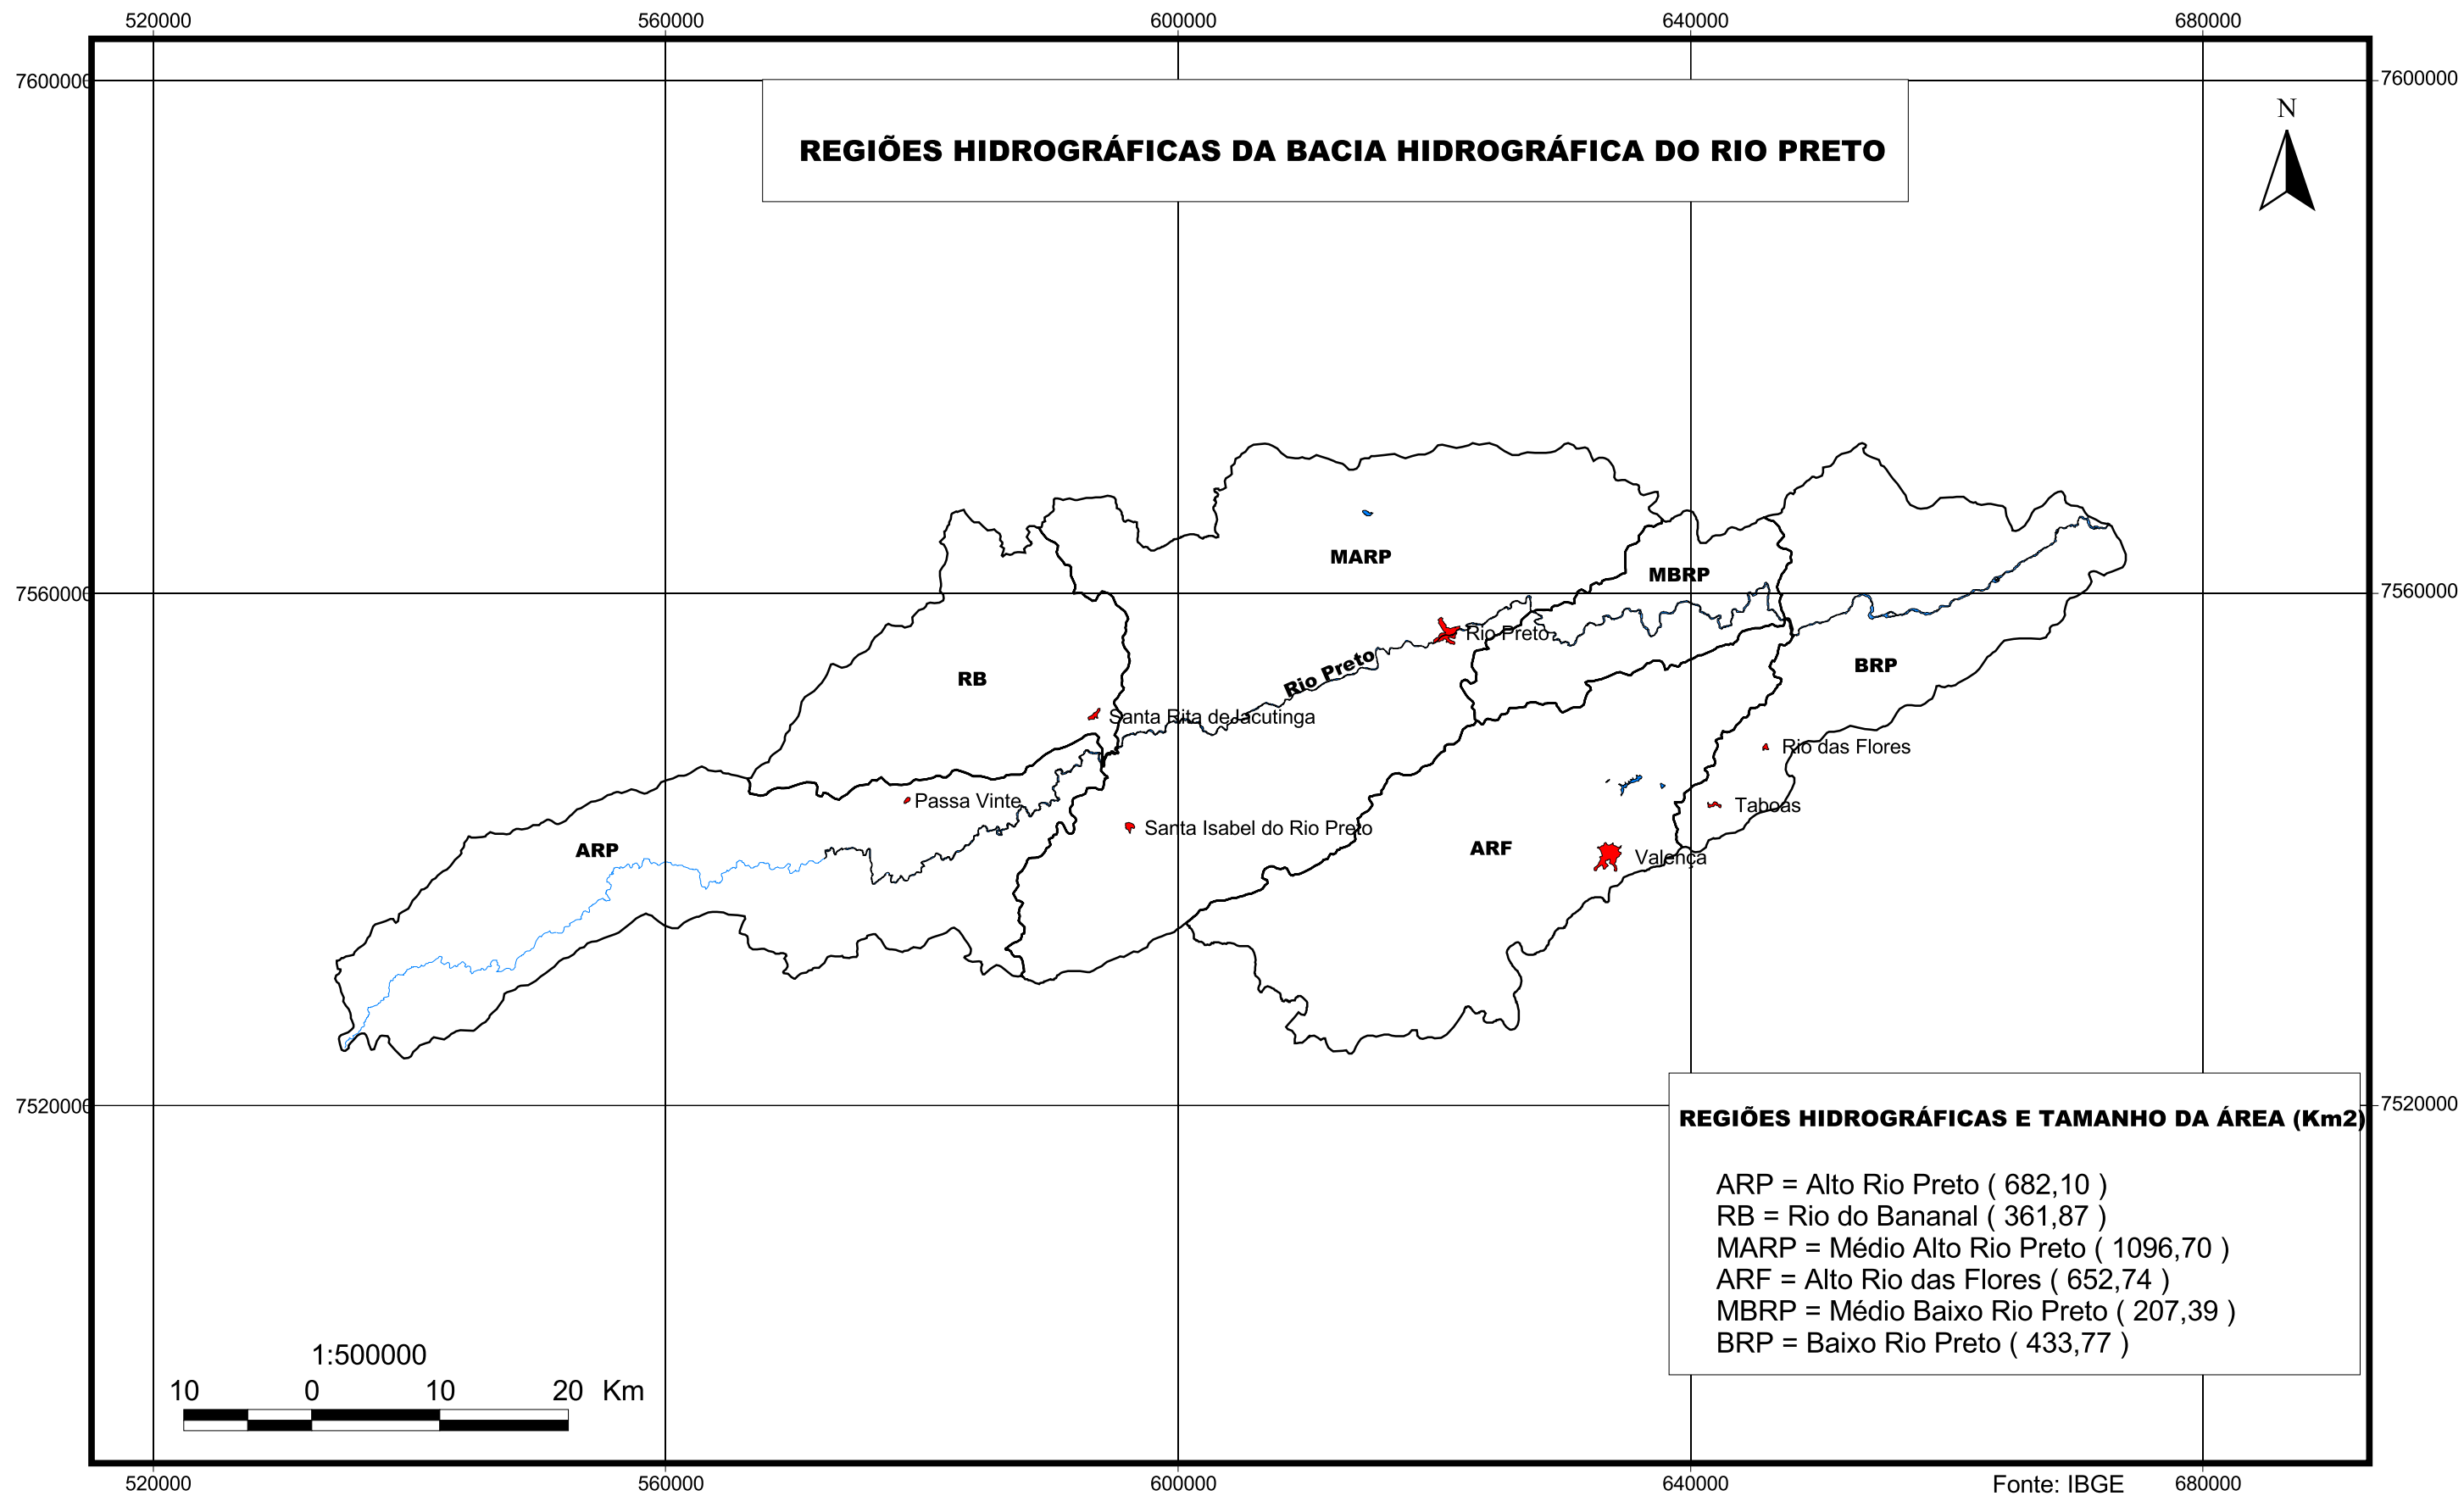 520000 560000 600000 640000 680000
7600000 7600000
N
REGIÕES HIDROGRÁFICAS DA BACIA HIDROGRÁFICA DO RIO PRETO
MARP
MBRP
7560000 7560000
Rio Preto
Rio Preto
BRP
RB
Santa Rita deJacutinga
Rio das Flores
Passa Vinte
Taboas
Santa Isabel do Rio Preto
ARP
ARF
Valença
7520000 7520000
REGIÕES HIDROGRÁFICAS E TAMANHO DA ÁREA (Km2)
ARP = Alto Rio Preto ( 682,10 )
RB = Rio do Bananal ( 361,87 )
MARP = Médio Alto Rio Preto ( 1096,70 )
ARF = Alto Rio das Flores ( 652,74 )
MBRP = Médio Baixo Rio Preto ( 207,39 )
BRP = Baixo Rio Preto ( 433,77 )
1:500000
10 0 10 20 Km
520000 560000 600000 640000 680000
Fonte: IBGE